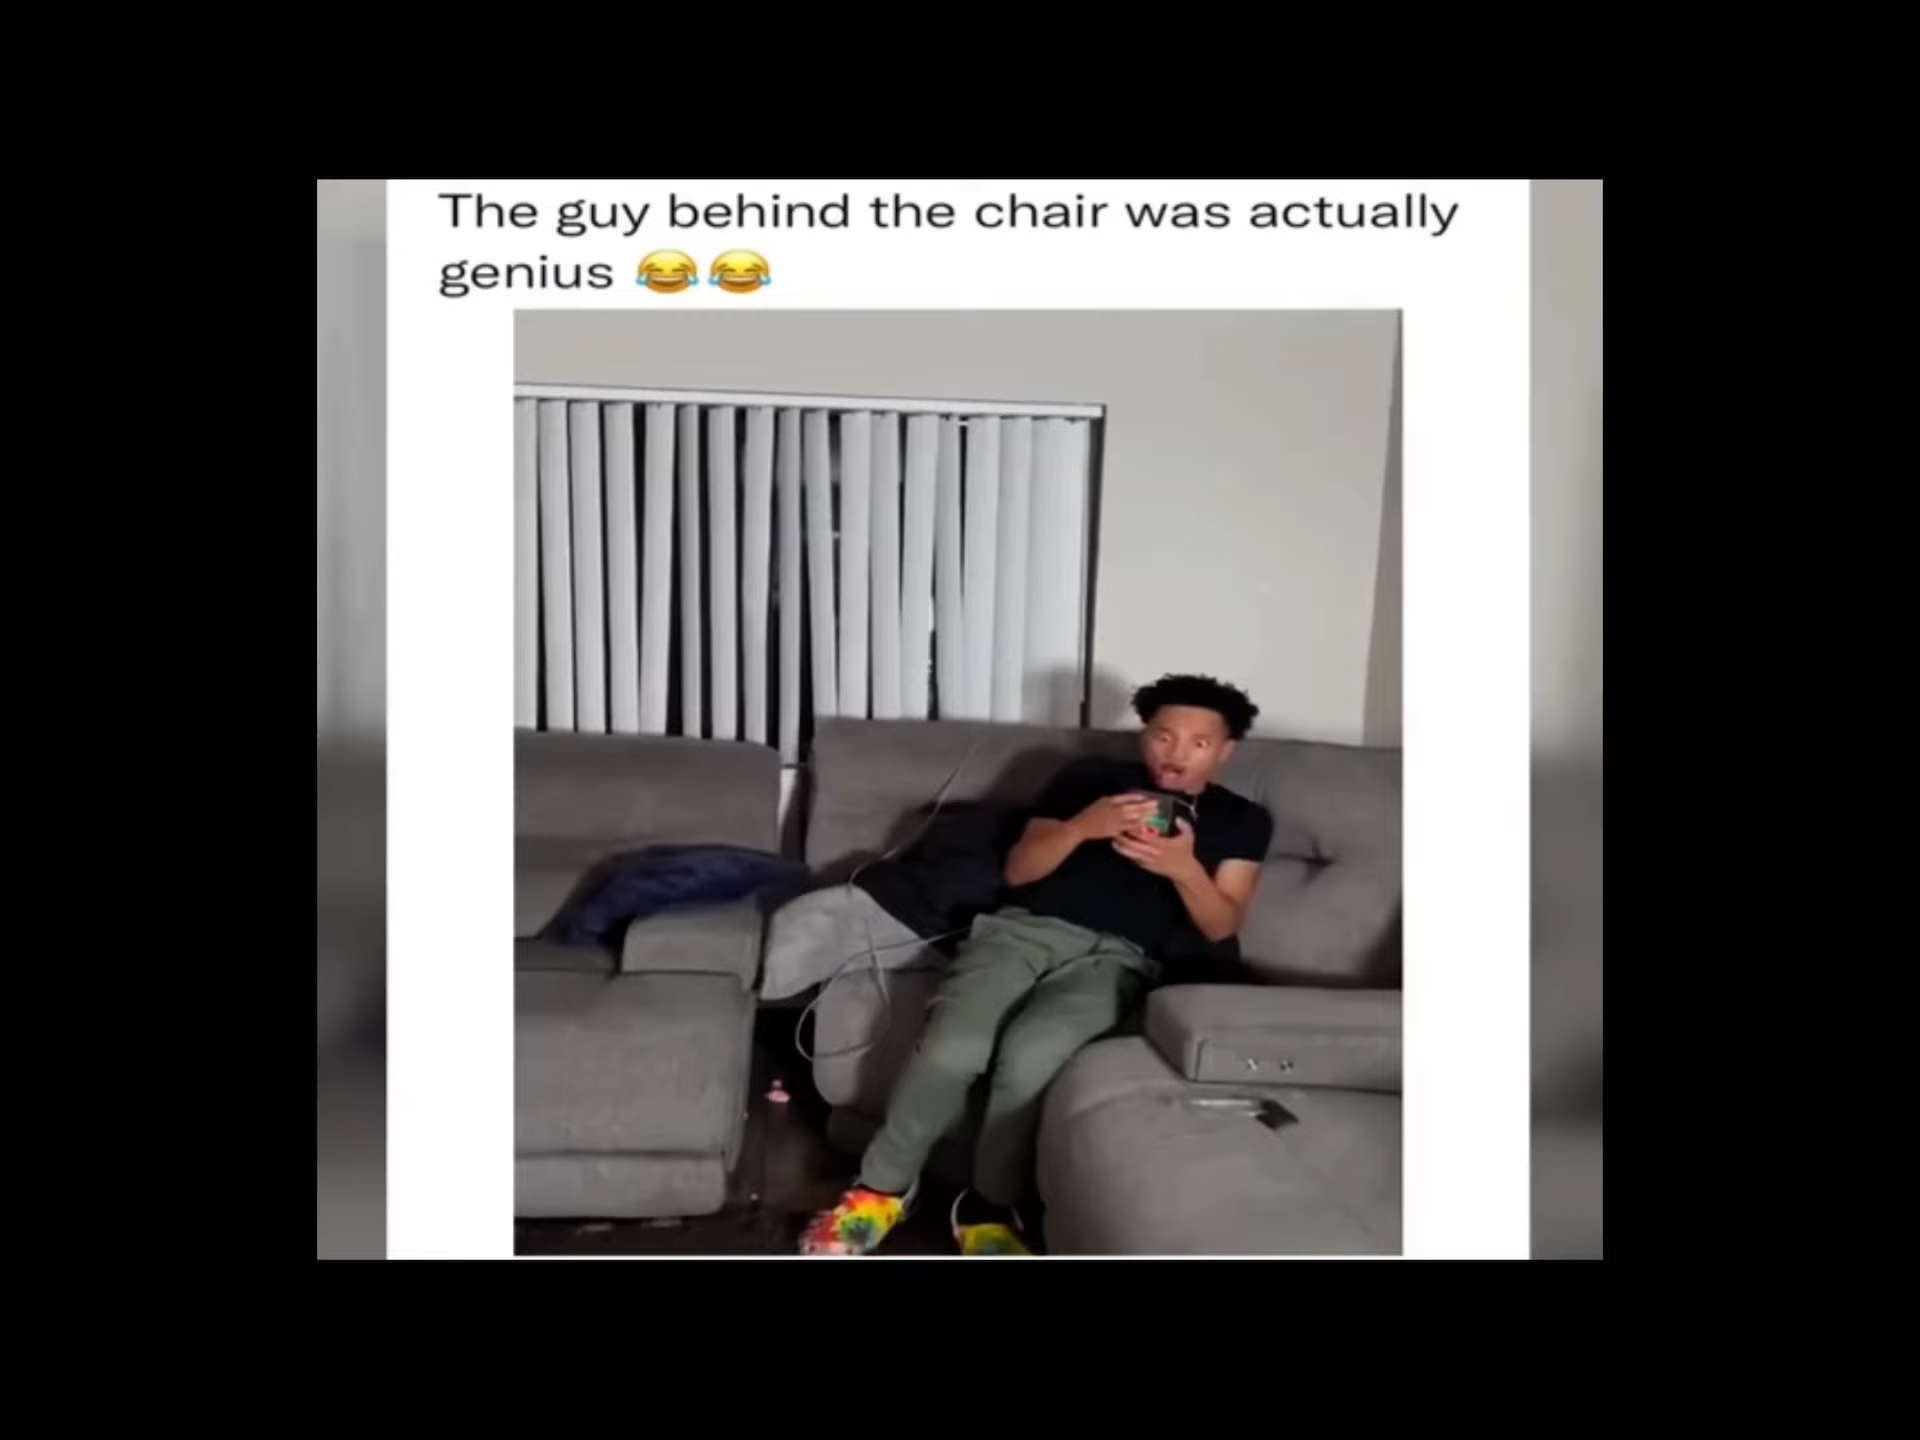 The guy behind the chair was actually
genius 😂😂